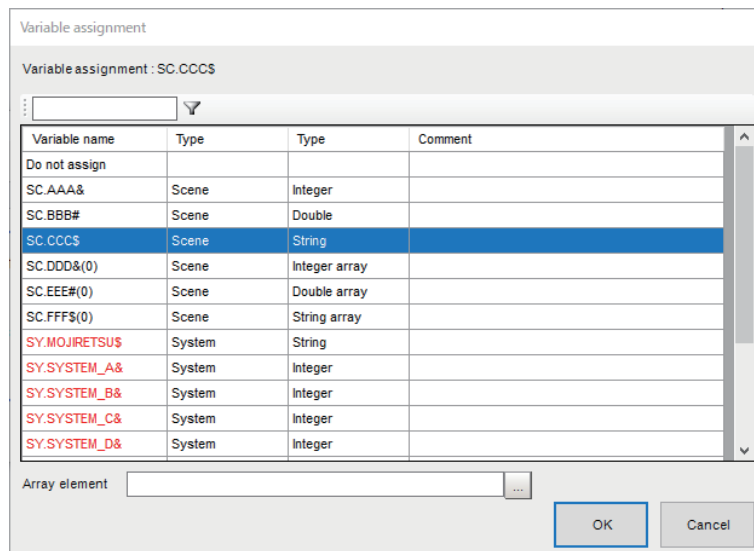 Variable assignment
Variable assignment : SC.CCC$
Variable name Type Type Comment
Do not assign
SC.AAA& Scene Integer
SC.BBB# Scene Double
SC.CCC$ Scene String
SC.DDD&(0) Scene Integer array
SC.EEE#(0) Scene Double array
SC.FFF$(0) Scene String array
SY.MOJIRETSU$ System String
SY.SYSTEM_A& System Integer
SY.SYSTEM_B& System Integer
SY.SYSTEM_C& System Integer
SY.SYSTEM_D& System Integer
Array element ...
OK Cancel